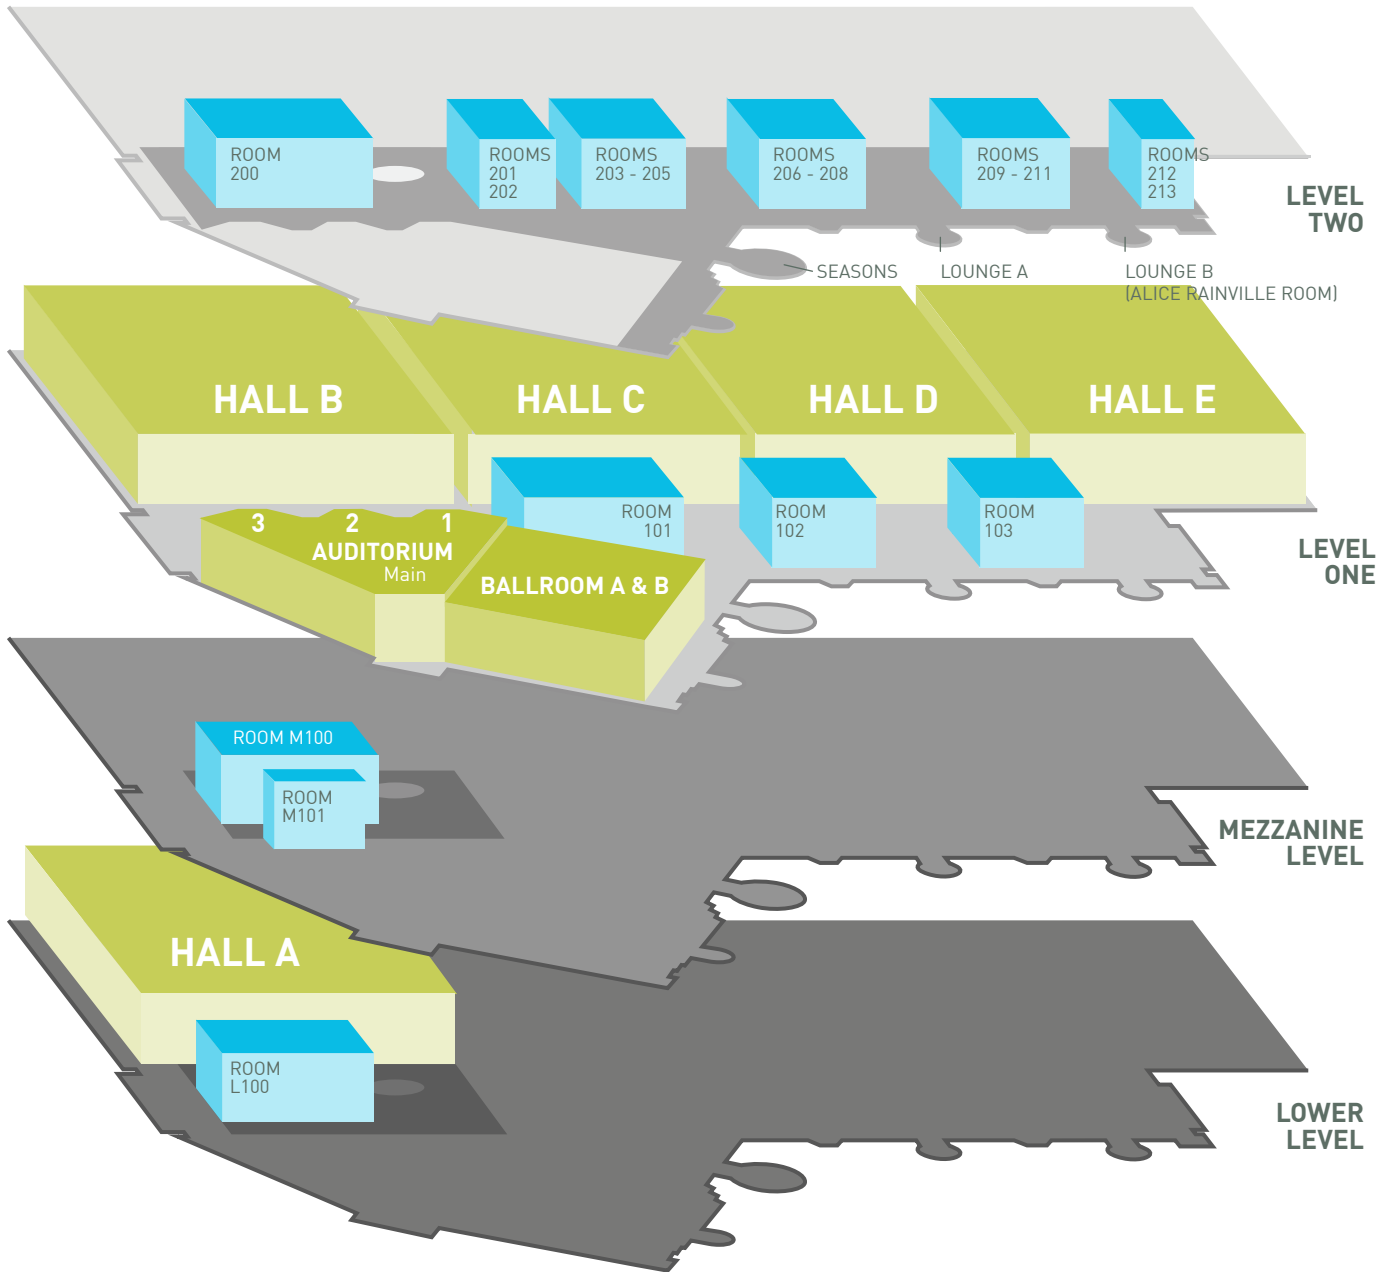 ROOM
200
ROOMS
201
202
ROOMS
203 - 205
ROOMS
206 - 208
ROOMS
209 - 211
ROOMS
212
213
LEVEL
TWO
SEASONS
LOUNGE A
LOUNGE B
(ALICE RAINVILLE ROOM)
HALL B
HALL C
HALL D
HALL E
ROOM
101
ROOM
102
ROOM
103
3 2 1
AUDITORIUM
Main
BALLROOM A & B
LEVEL
ONE
ROOM M100
ROOM
M101
MEZZANINE
LEVEL
HALL A
ROOM
L100
LOWER
LEVEL